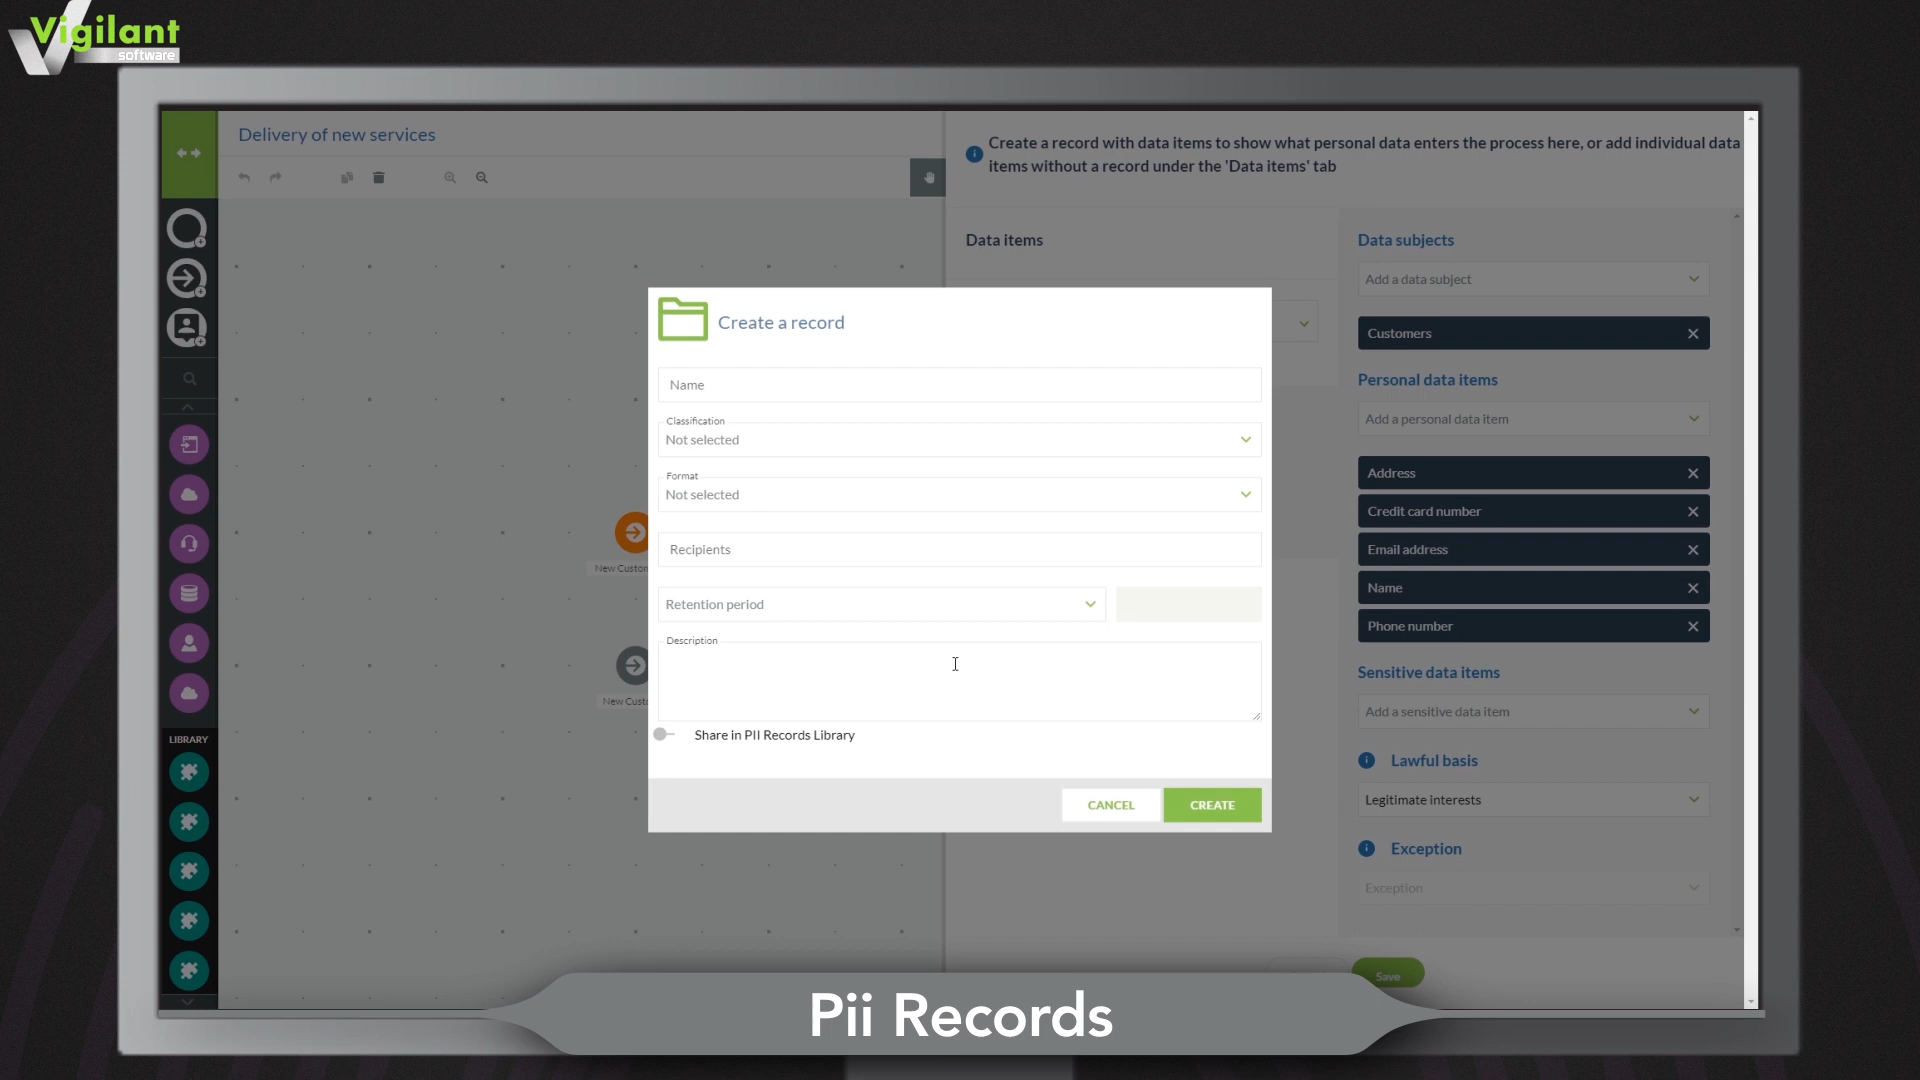 Vigilant
software
Delivery of new services
Create a record with data items to show what personal data enters the process here, or add individual data
items without a record under the 'Data items' tab
Data items
Data subjects
Add a data subject
Customers
Personal data items
Add a personal data item
Address
Credit card number
Email address
Name
Phone number
Sensitive data items
Add a sensitive data item
Lawful basis
Legitimate interests
Exception
Exception
Save
Create a record
Name
Classification
Not selected
Format
Not selected
Recipients
Retention period
Description
Share in PII Records Library
CANCEL
CREATE
New Custom
New Custo
LIBRARY
Pii Records